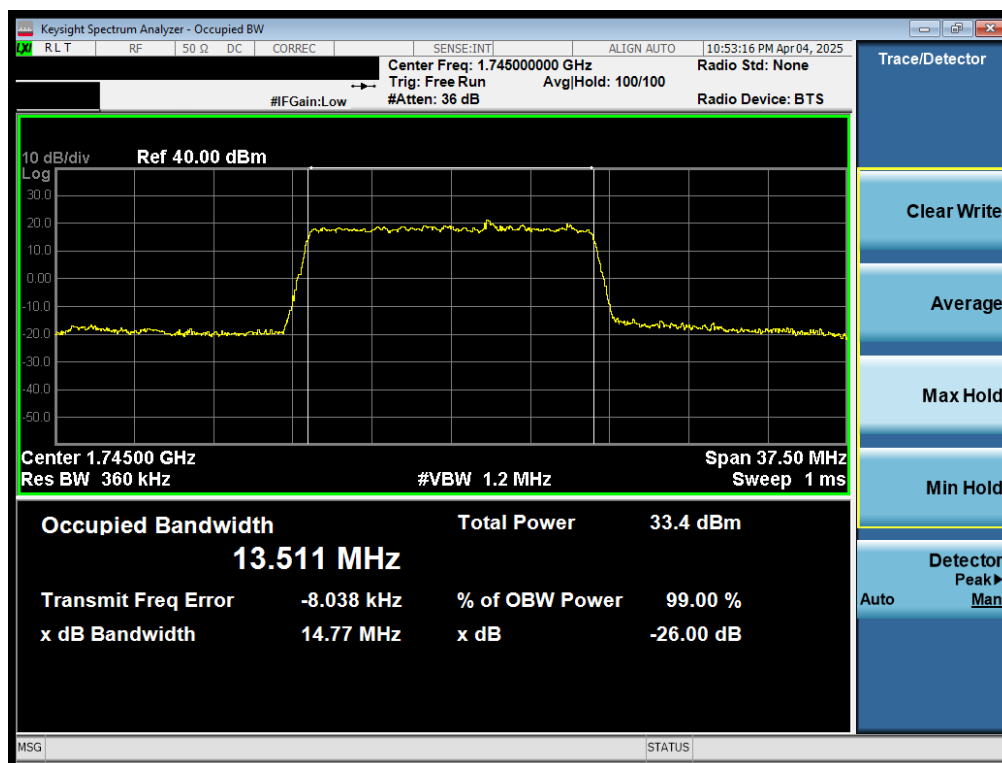 Keysight Spectrum Analyzer - Occupied BW
LXI RLT RF 50 Ω DC CORREC SENSE:INT ALIGN AUTO 10:53:16 PM Apr 04, 2025
Center Freq: 1.745000000 GHz Radio Std: None
Trig: Free Run Avg|Hold: 100/100
#IFGain:Low #Atten: 36 dB Radio Device: BTS
10 dB/div Ref 40.00 dBm
Log
30.0
20.0
10.0
0.00
-10.0
-20.0
-30.0
-40.0
-50.0
Center 1.74500 GHz Span 37.50 MHz
Res BW 360 kHz #VBW 1.2 MHz Sweep 1 ms
Occupied Bandwidth Total Power 33.4 dBm
13.511 MHz
Transmit Freq Error -8.038 kHz % of OBW Power 99.00 %
x dB Bandwidth 14.77 MHz x dB -26.00 dB
MSG STATUS
Trace/Detector
Clear Write
Average
Max Hold
Min Hold
Detector
Peak▶
Auto Man